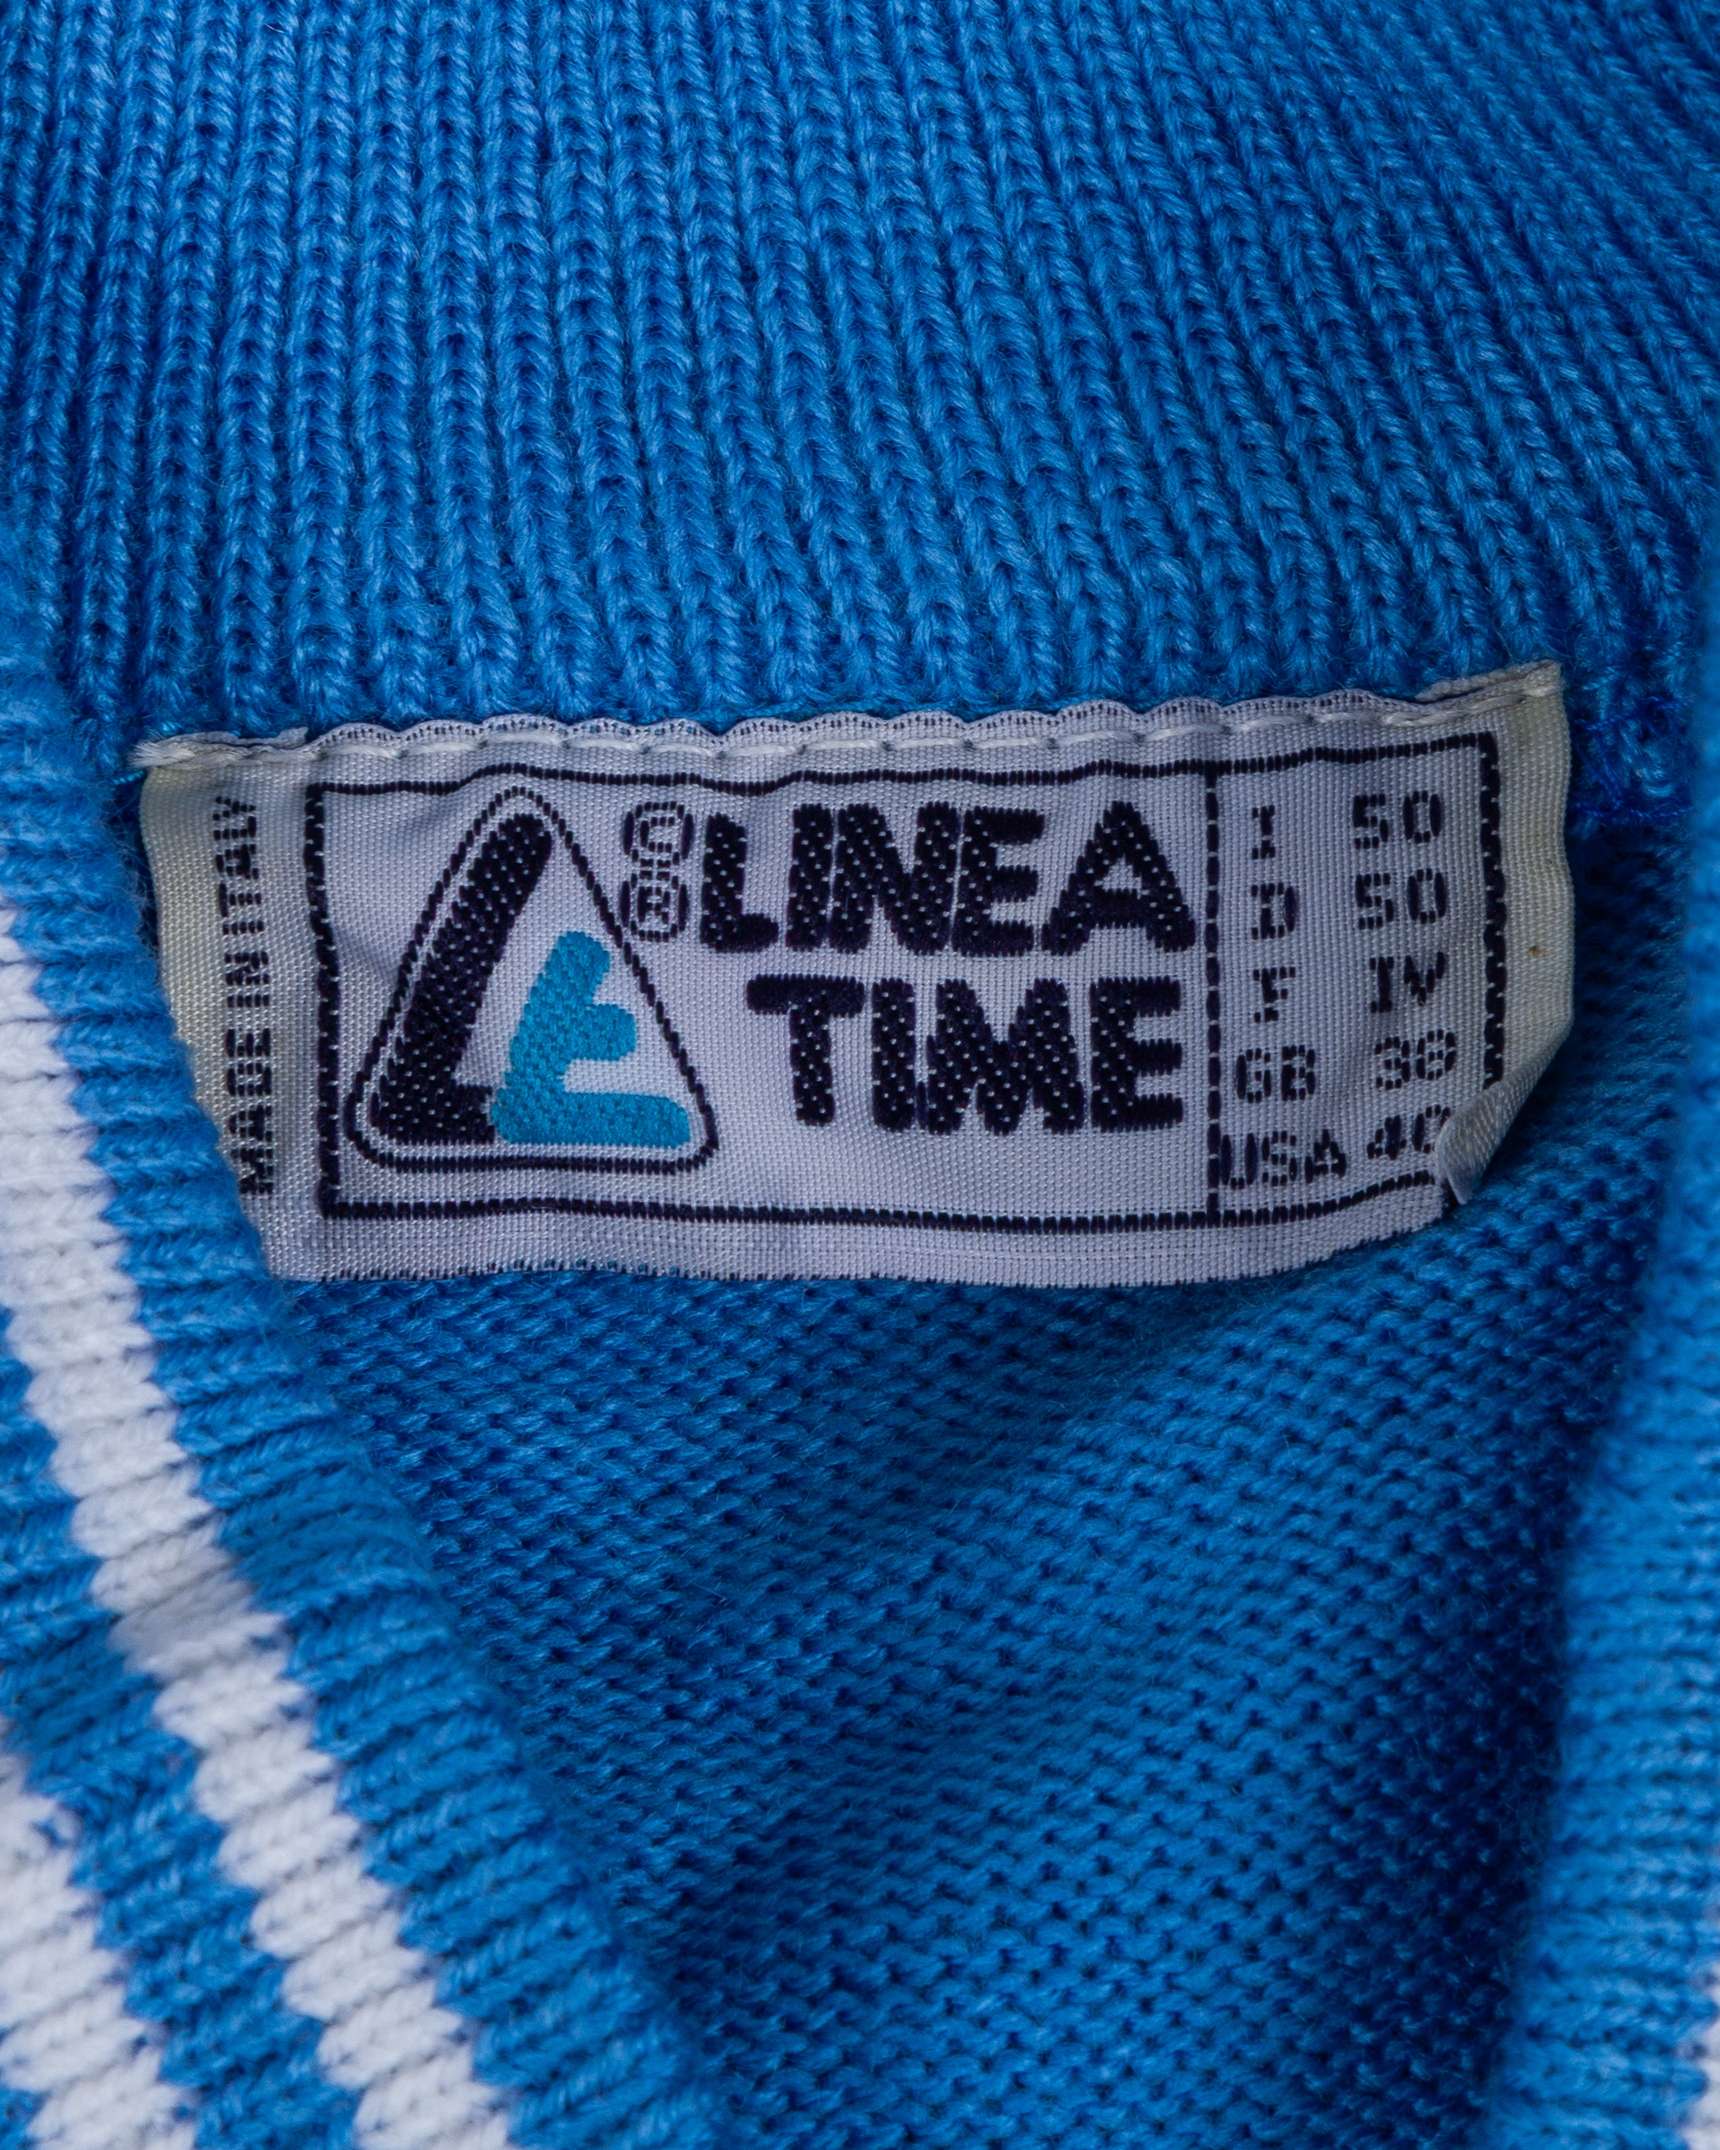 MADE IN ITALY
© LINEA
® TIME
I 50
D 50
F IV
GB 38
USA 40